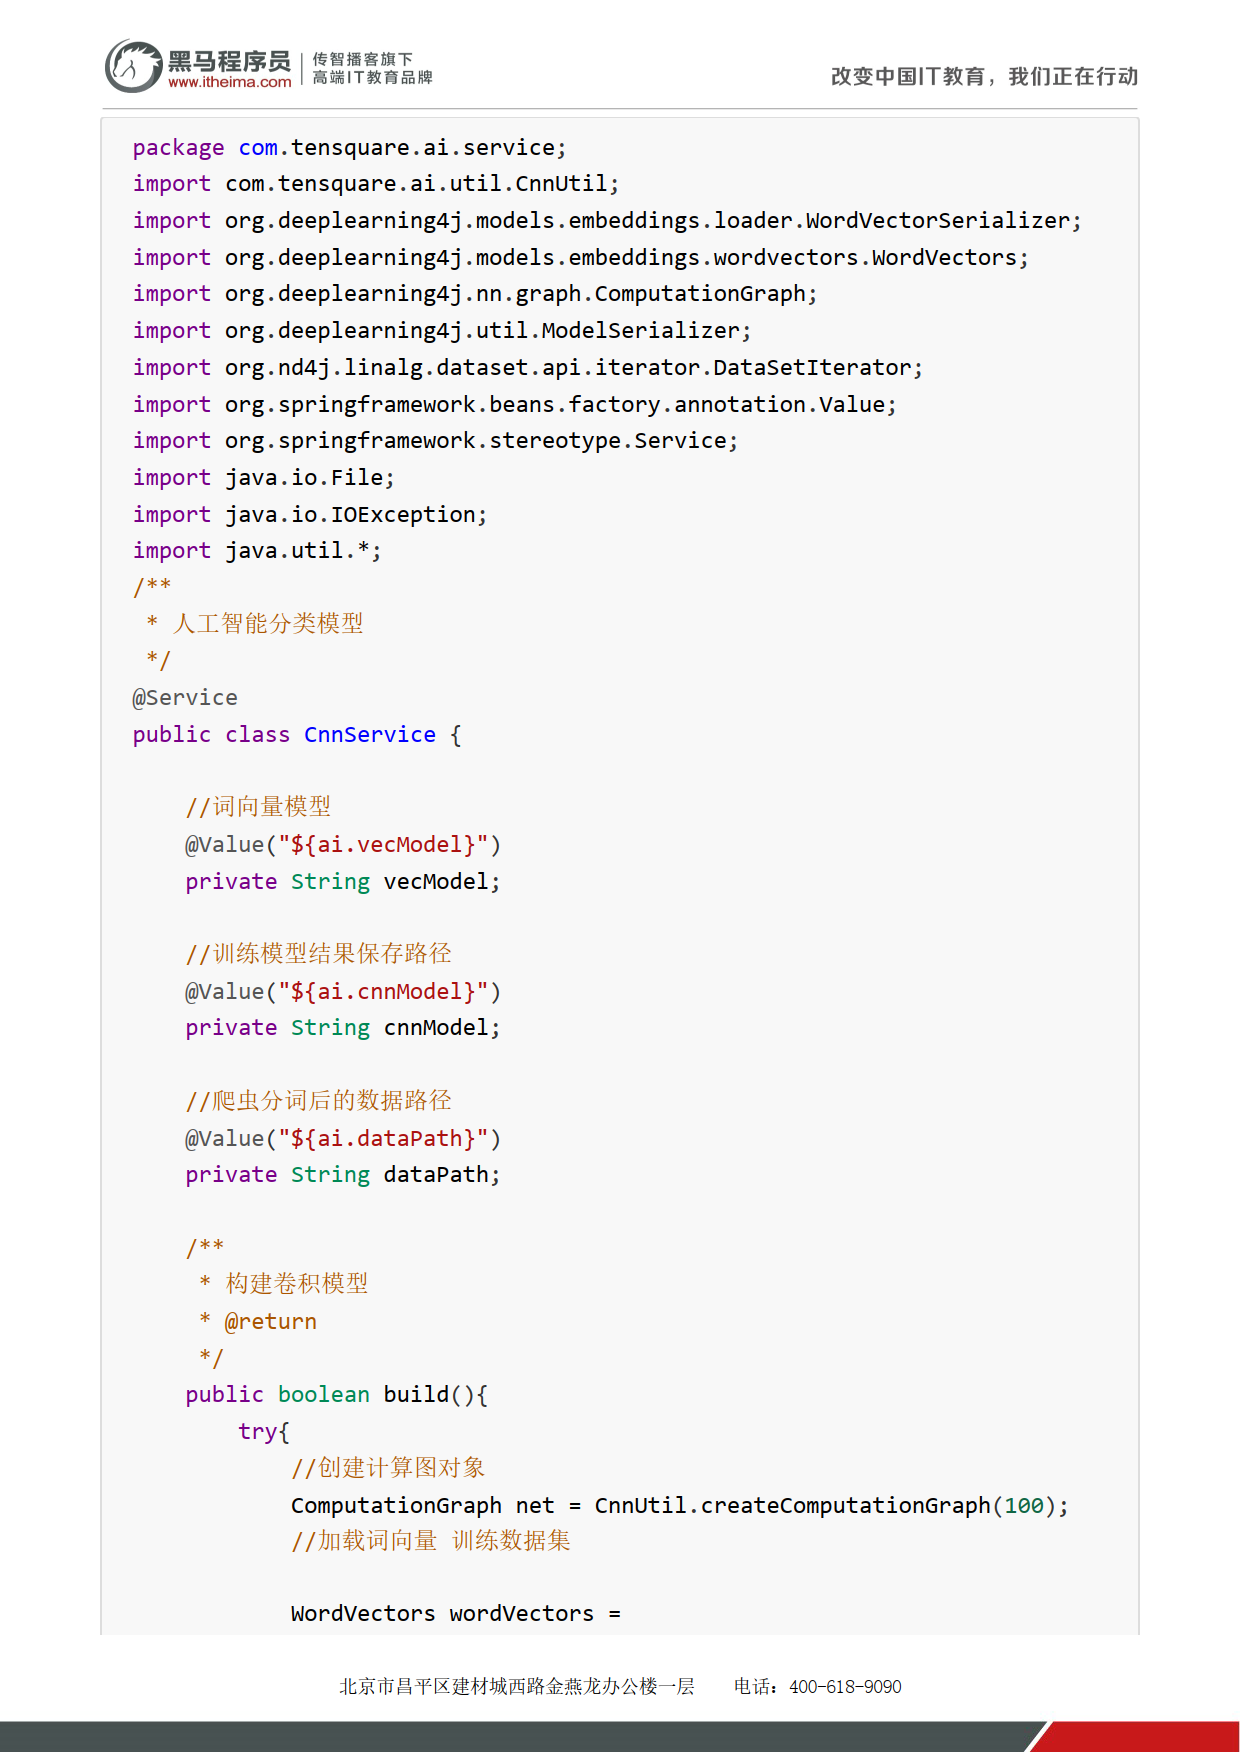 黑马程序员
www.itheima.com
传智播客旗下
高端IT教育品牌
改变中国IT教育，我们正在行动
package com.tensquare.ai.service;
import com.tensquare.ai.util.CnnUtil;
import org.deeplearning4j.models.embeddings.loader.WordVectorSerializer;
import org.deeplearning4j.models.embeddings.wordvectors.WordVectors;
import org.deeplearning4j.nn.graph.ComputationGraph;
import org.deeplearning4j.util.ModelSerializer;
import org.nd4j.linalg.dataset.api.iterator.DataSetIterator;
import org.springframework.beans.factory.annotation.Value;
import org.springframework.stereotype.Service;
import java.io.File;
import java.io.IOException;
import java.util.*;
/**
 * 人工智能分类模型
 */
@Service
public class CnnService {

    //词向量模型
    @Value("${ai.vecModel}")
    private String vecModel;

    //训练模型结果保存路径
    @Value("${ai.cnnModel}")
    private String cnnModel;

    //爬虫分词后的数据路径
    @Value("${ai.dataPath}")
    private String dataPath;

    /**
     * 构建卷积模型
     * @return
     */
    public boolean build(){
        try{
            //创建计算图对象
            ComputationGraph net = CnnUtil.createComputationGraph(100);
            //加载词向量 训练数据集

            WordVectors wordVectors =
北京市昌平区建材城西路金燕龙办公楼一层 电话：400-618-9090